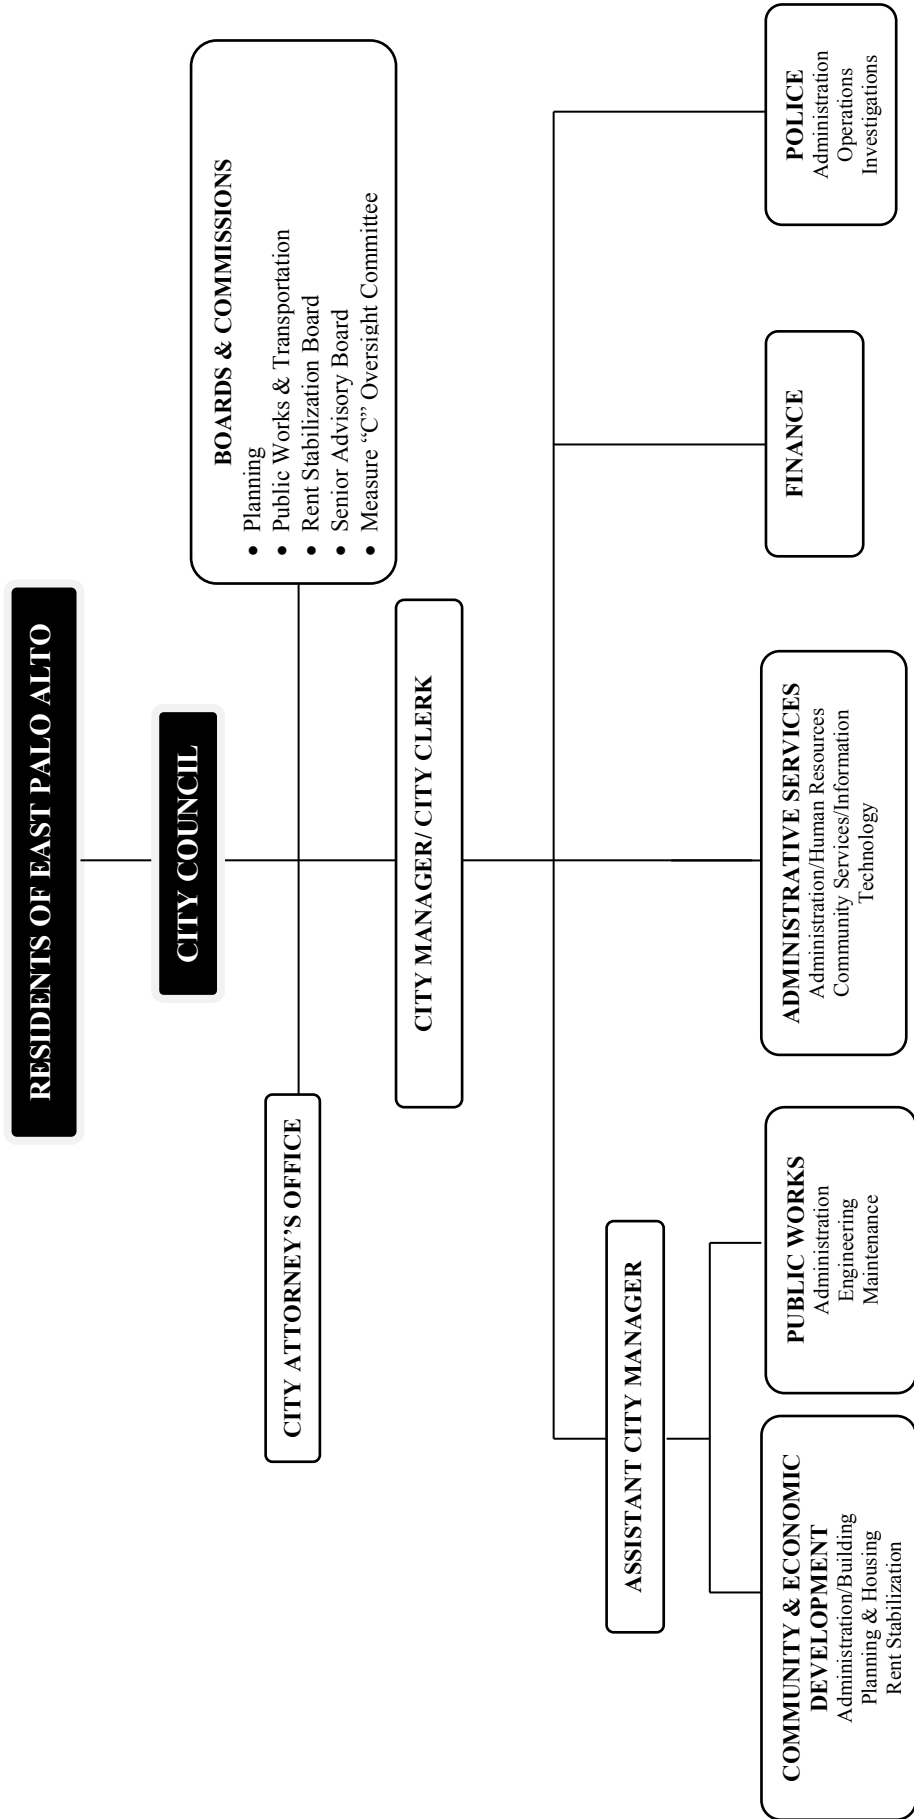 RESIDENTS OF EAST PALO ALTO
CITY COUNCIL
CITY ATTORNEY’S OFFICE
BOARDS & COMMISSIONS
• Planning
• Public Works & Transportation
• Rent Stabilization Board
• Senior Advisory Board
• Measure “C” Oversight Committee
CITY MANAGER/ CITY CLERK
ASSISTANT CITY MANAGER
COMMUNITY & ECONOMIC
DEVELOPMENT
Administration/Building
Planning & Housing
Rent Stabilization
PUBLIC WORKS
Administration
Engineering
Maintenance
ADMINISTRATIVE SERVICES
Administration/Human Resources
Community Services/Information
Technology
FINANCE
POLICE
Administration
Operations
Investigations